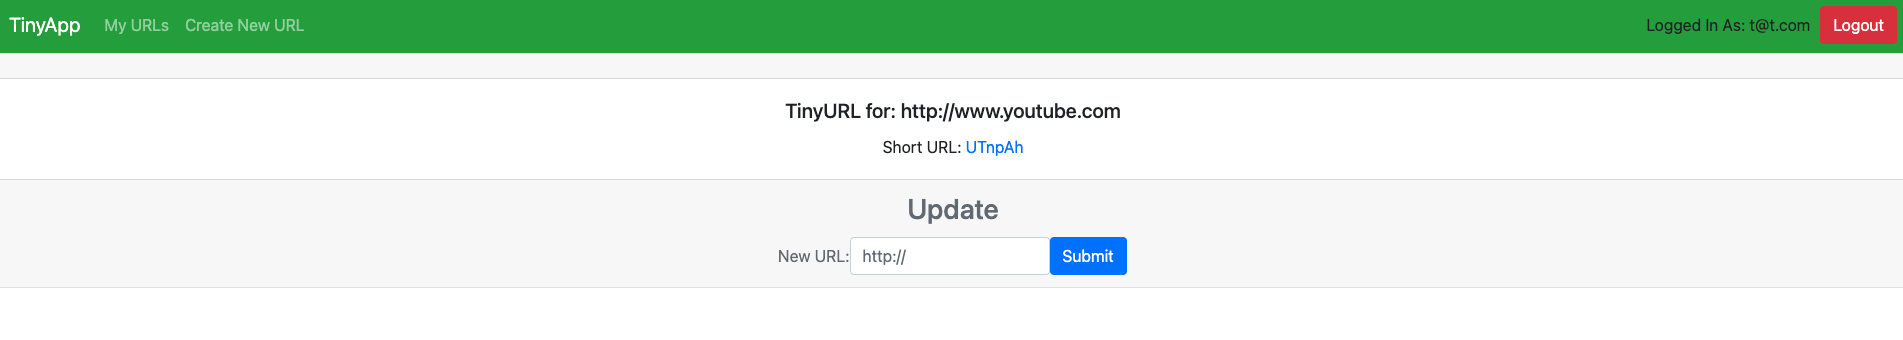 TinyApp My URLs Create New URL Logged In As: t@t.com Logout
TinyURL for: http://www.youtube.com
Short URL: UTnpAh
Update
New URL: http:// Submit